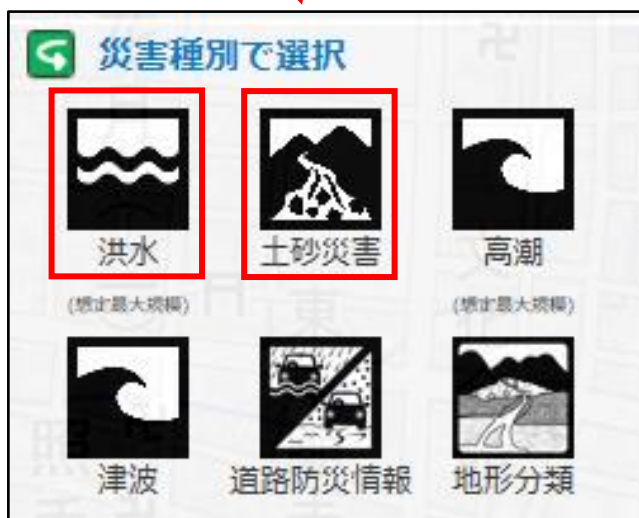 災害種別で選択
洪水 土砂災害 高潮
(想定最大規模) (想定最大規模)
津波 道路防災情報 地形分類